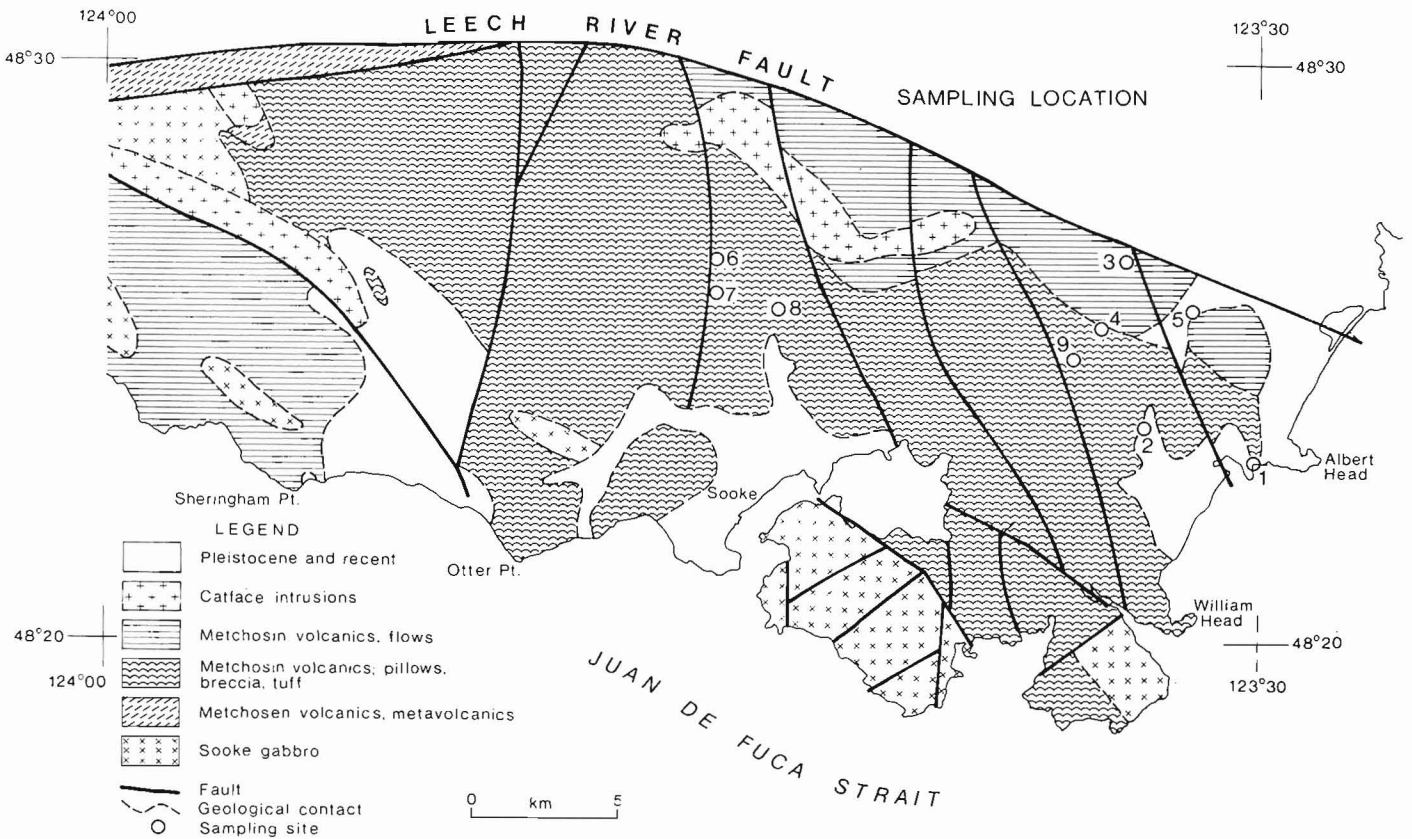 124°00
LEECH RIVER FAULT
123°30
48°30
48°30
SAMPLING LOCATION
6
7
8
3
4
5
9
2
1
Albert
Head
Sheringham Pt.
Sooke
Otter Pt.
William
Head
LEGEND
Pleistocene and recent
Catface intrusions
Metchosin volcanics, flows
Metchosin volcanics; pillows,
breccia, tuff
Metchosen volcanics, metavolcanics
Sooke gabbro
Fault
Geological contact
Sampling site
48°20
124°00
48°20
123°30
JUAN DE FUCA STRAIT
0 km 5